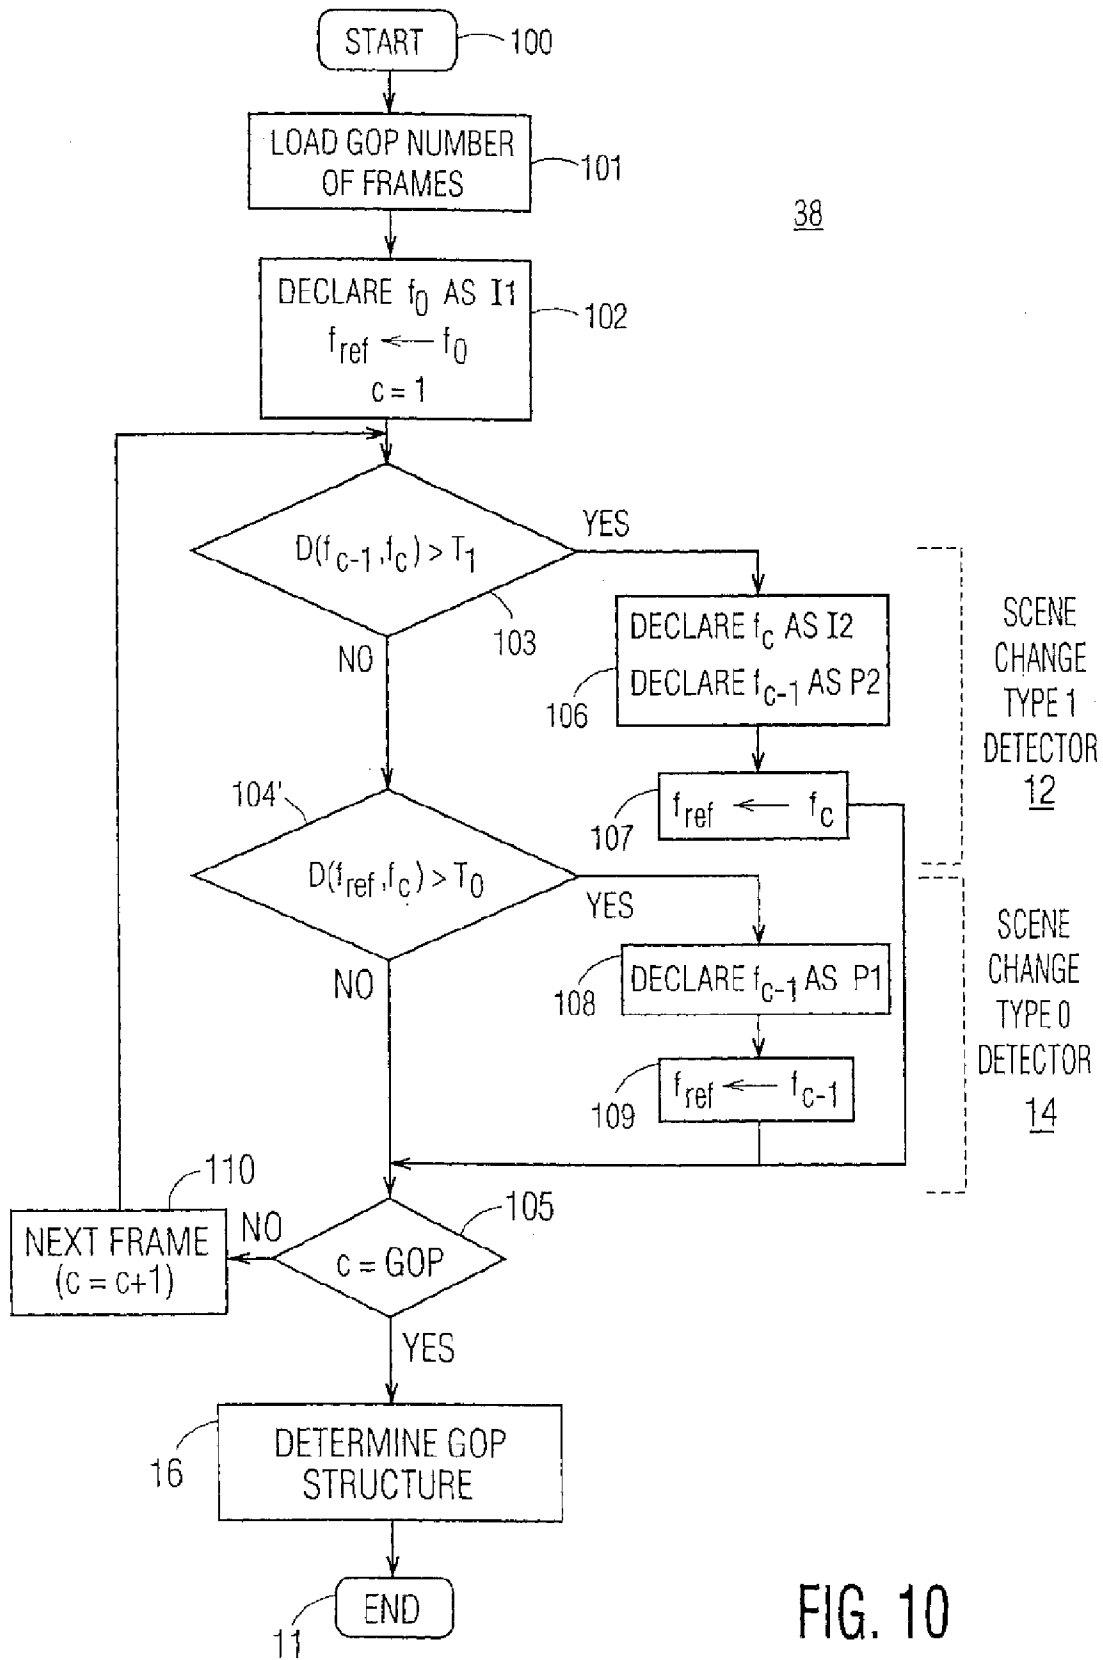 START
100
LOAD GOP NUMBER
OF FRAMES
101
38
DECLARE f0 AS I1
fref ← f0
c = 1
102
D(fc-1,fc) > T1
YES
103
NO
DECLARE fc AS I2
DECLARE fc-1 AS P2
106
SCENE
CHANGE
TYPE 1
DETECTOR
12
fref ← fc
107
104'
D(fref,fc) > T0
YES
NO
DECLARE fc-1 AS P1
108
SCENE
CHANGE
TYPE 0
DETECTOR
14
fref ← fc-1
109
110
NEXT FRAME
(c = c+1)
NO
105
c = GOP
YES
DETERMINE GOP
STRUCTURE
16
END
11
FIG. 10